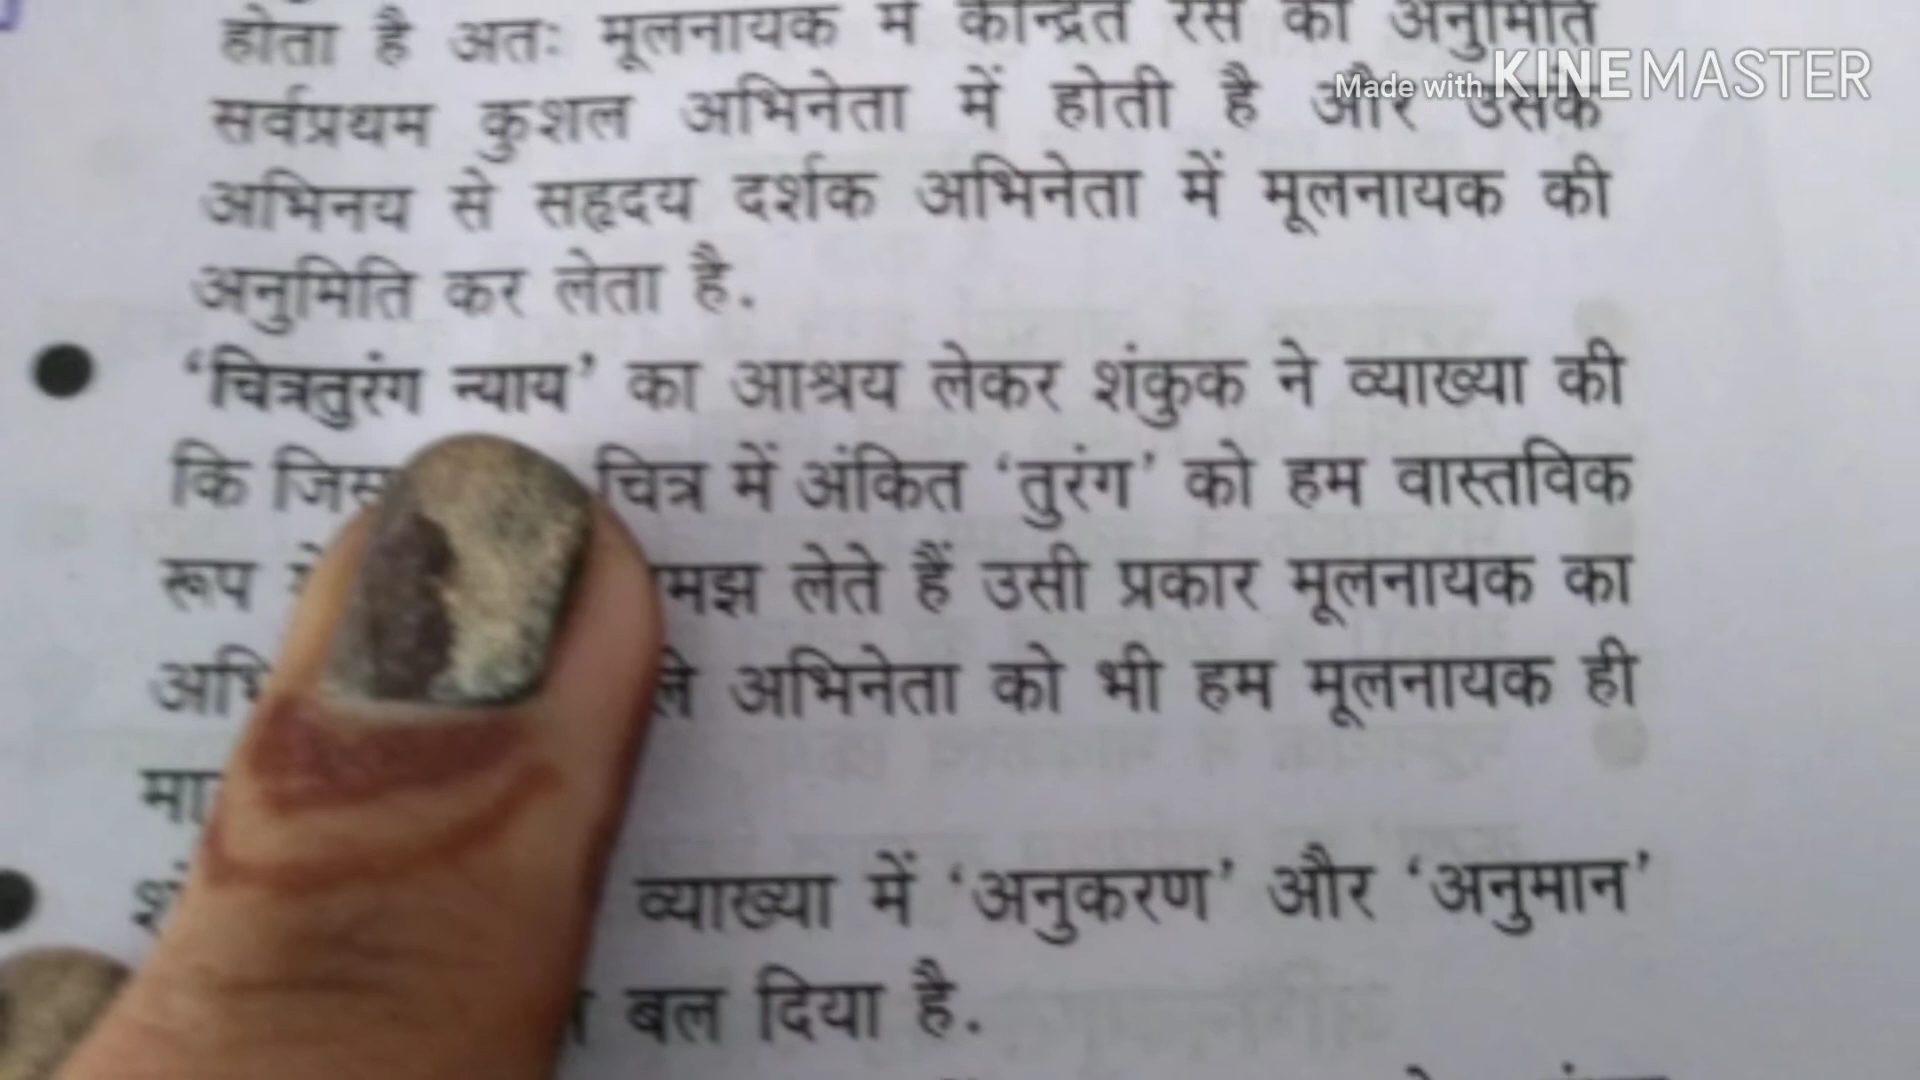 होता है अतः मूलनायक में केन्द्रित रस की अनुमिति
Made with KINEMASTER
सर्वप्रथम कुशल अभिनेता में होती है और उसके
अभिनय से सहृदय दर्शक अभिनेता में मूलनायक की
अनुमिति कर लेता है.
● ‘चित्रतुरंग न्याय’ का आश्रय लेकर शंकुक ने व्याख्या की
कि चित्र में अंकित ‘तुरंग’ को हम वास्तविक
रूप लेते हैं उसी प्रकार मूलनायक का
अभिनेता को भी हम मूलनायक ही
व्याख्या में ‘अनुकरण’ और ‘अनुमान’
बल दिया है.